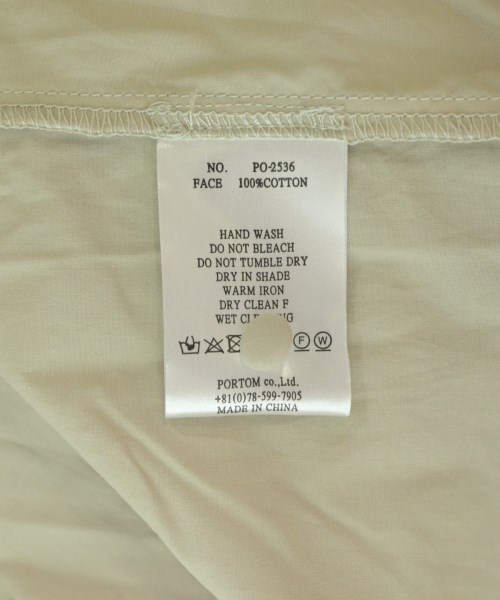 NO. PO-2536
FACE 100%COTTON
HAND WASH
DO NOT BLEACH
DO NOT TUMBLE DRY
DRY IN SHADE
WARM IRON
DRY CLEAN F
WET
F W
PORTOM co.,Ltd.
+81(0)78-599-7905
MADE IN CHINA